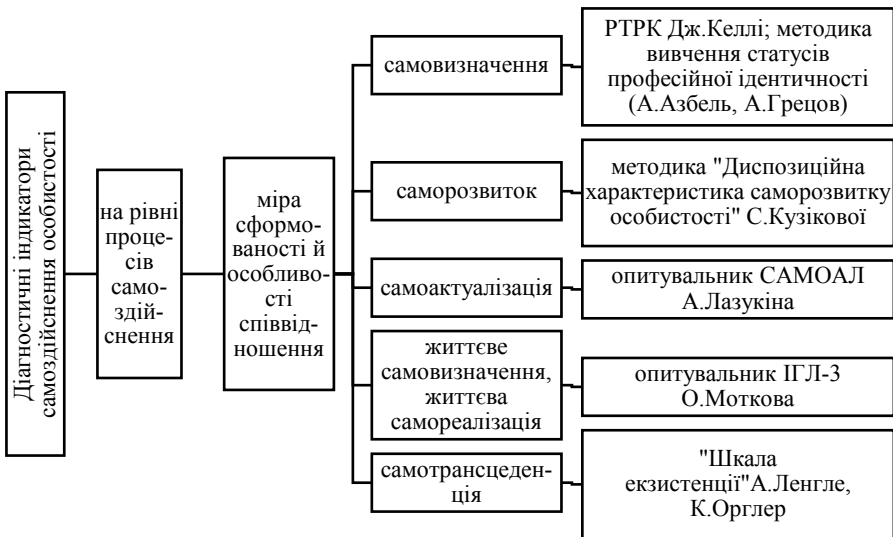 Діагностичні індикатори
самоздійснення особистості
на рівні
проце-
сів
само-
здій-
снення
міра
сформо-
ваності й
особливо-
сті
співвід-
ношення
самовизначення
РТРК Дж.Келлі; методика
вивчення статусів
професійної ідентичності
(А.Азбель, А.Грецов)
саморозвиток
методика "Диспозиційна
характеристика саморозвитку
особистості" С.Кузікової
самоактуалізація
опитувальник САМОАЛ
А.Лазукіна
життєве
самовизначення,
життєва
самореалізація
опитувальник ІГЛ-3
О.Моткова
самотрансцеден-
ція
"Шкала
екзистенції"А.Ленгле,
К.Орглер